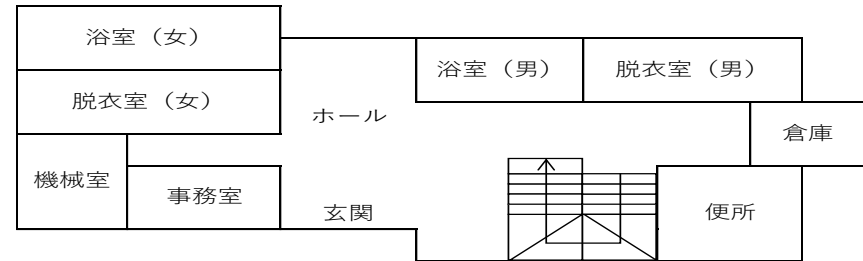 浴室（女）
浴室（男）
脱衣室（男）
脱衣室（女）
ホール
倉庫
機械室
事務室
玄関
便所